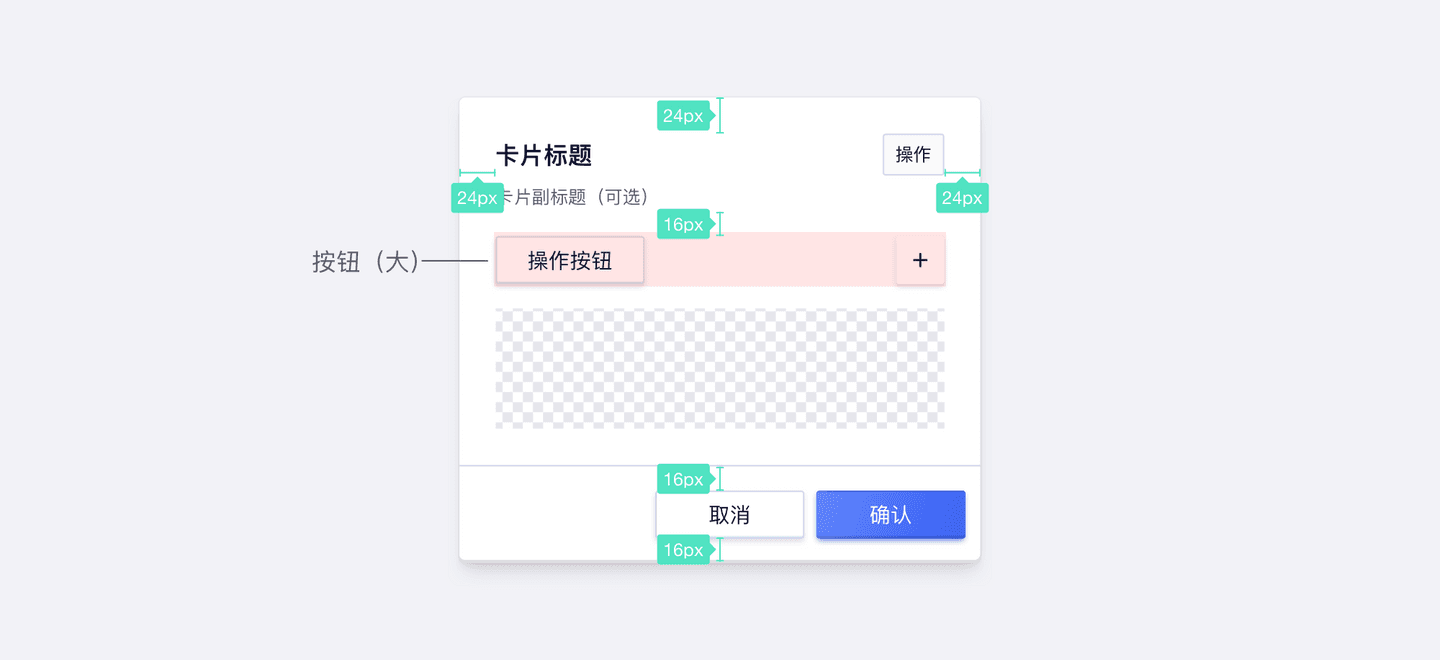 24px
卡片标题
操作
24px
卡片副标题（可选）
24px
16px
按钮（大）
操作按钮
+
16px
取消
确认
16px